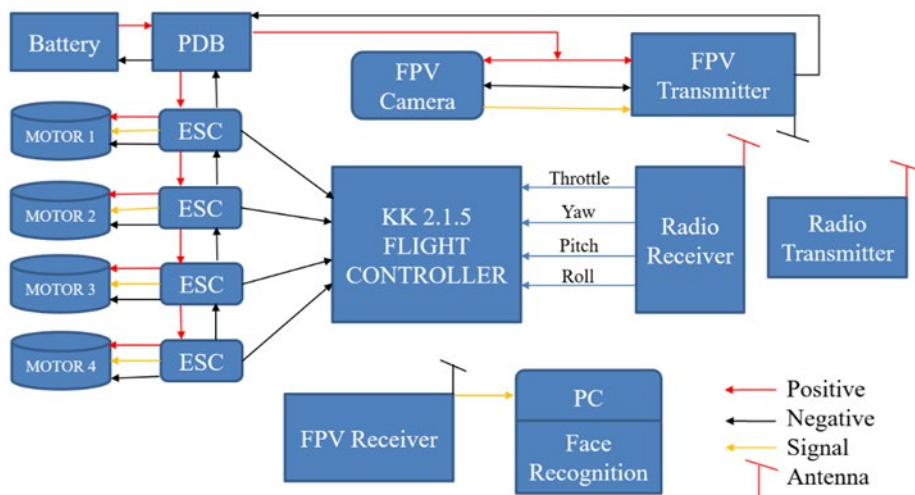 Battery
PDB
FPV
Camera
FPV
Transmitter
MOTOR 1
ESC
MOTOR 2
ESC
MOTOR 3
ESC
MOTOR 4
ESC
KK 2.1.5
FLIGHT
CONTROLLER
Throttle
Yaw
Pitch
Roll
Radio
Receiver
Radio
Transmitter
FPV Receiver
PC
Face
Recognition
Positive
Negative
Signal
Antenna